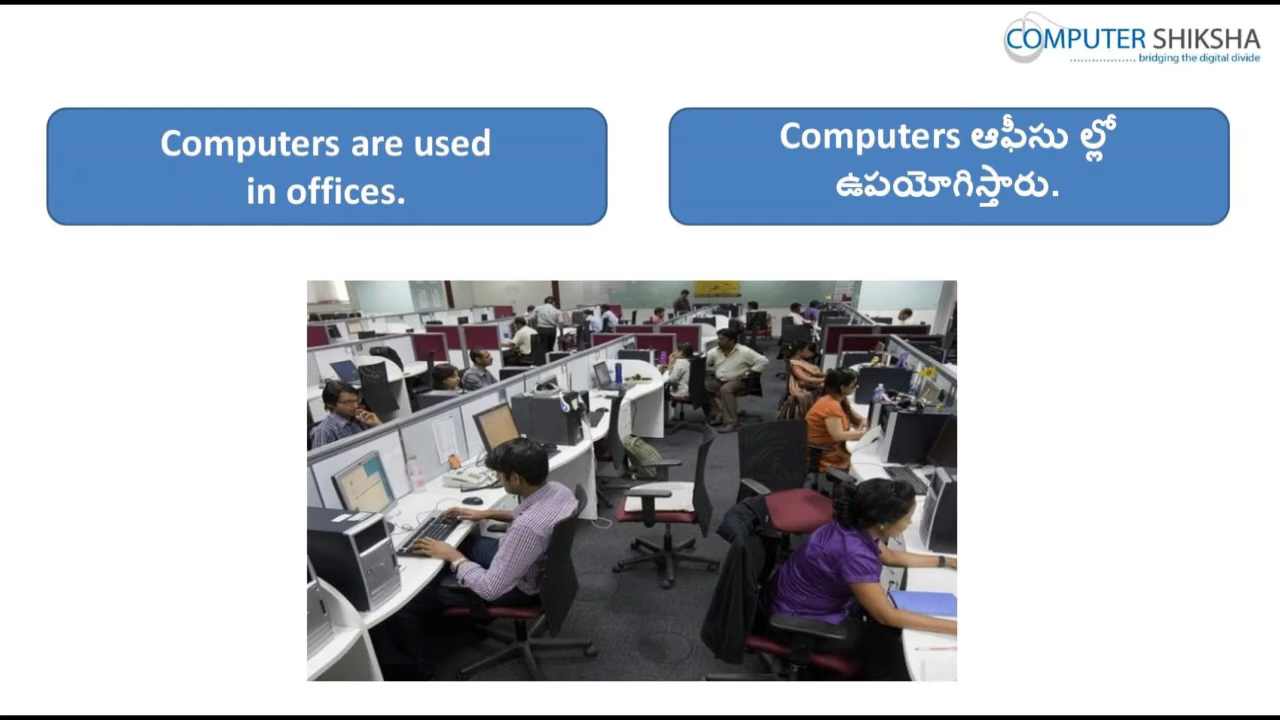 COMPUTER SHIKSHA
bridging the digital divide
Computers are used
in offices.
Computers ఆఫీసు ల్లో
ఉపయోగిస్తారు.